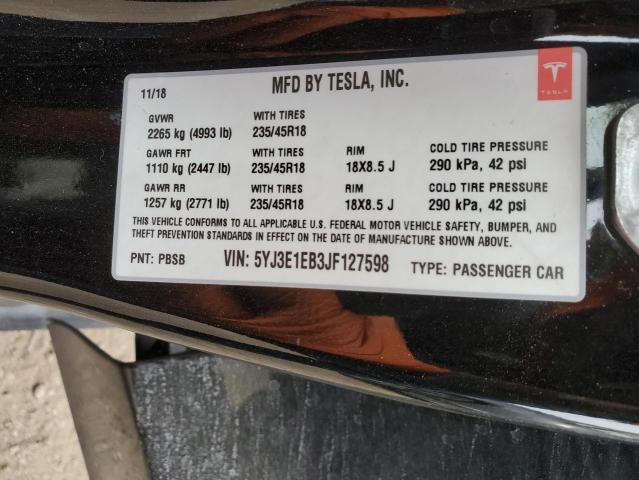 11/18
MFD BY TESLA, INC.
TESLA
GVWR WITH TIRES
2265 kg (4993 lb) 235/45R18
GAWR FRT WITH TIRES RIM COLD TIRE PRESSURE
1110 kg (2447 lb) 235/45R18 18X8.5 J 290 kPa, 42 psi
GAWR RR WITH TIRES RIM COLD TIRE PRESSURE
1257 kg (2771 lb) 235/45R18 18X8.5 J 290 kPa, 42 psi
THIS VEHICLE CONFORMS TO ALL APPLICABLE U.S. FEDERAL MOTOR VEHICLE SAFETY, BUMPER, AND
THEFT PREVENTION STANDARDS IN EFFECT ON THE DATE OF MANUFACTURE SHOWN ABOVE.
PNT: PBSB VIN: 5YJ3E1EB3JF127598 TYPE: PASSENGER CAR